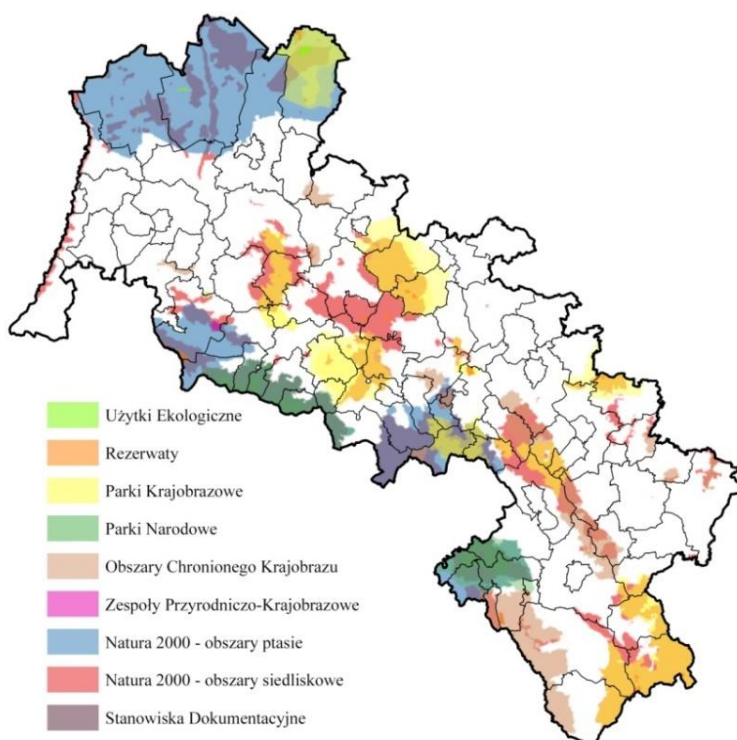 Użytki Ekologiczne
Rezerwaty
Parki Krajobrazowe
Parki Narodowe
Obszary Chronionego Krajobrazu
Zespoły Przyrodniczo-Krajobrazowe
Natura 2000 - obszary ptasie
Natura 2000 - obszary siedliskowe
Stanowiska Dokumentacyjne